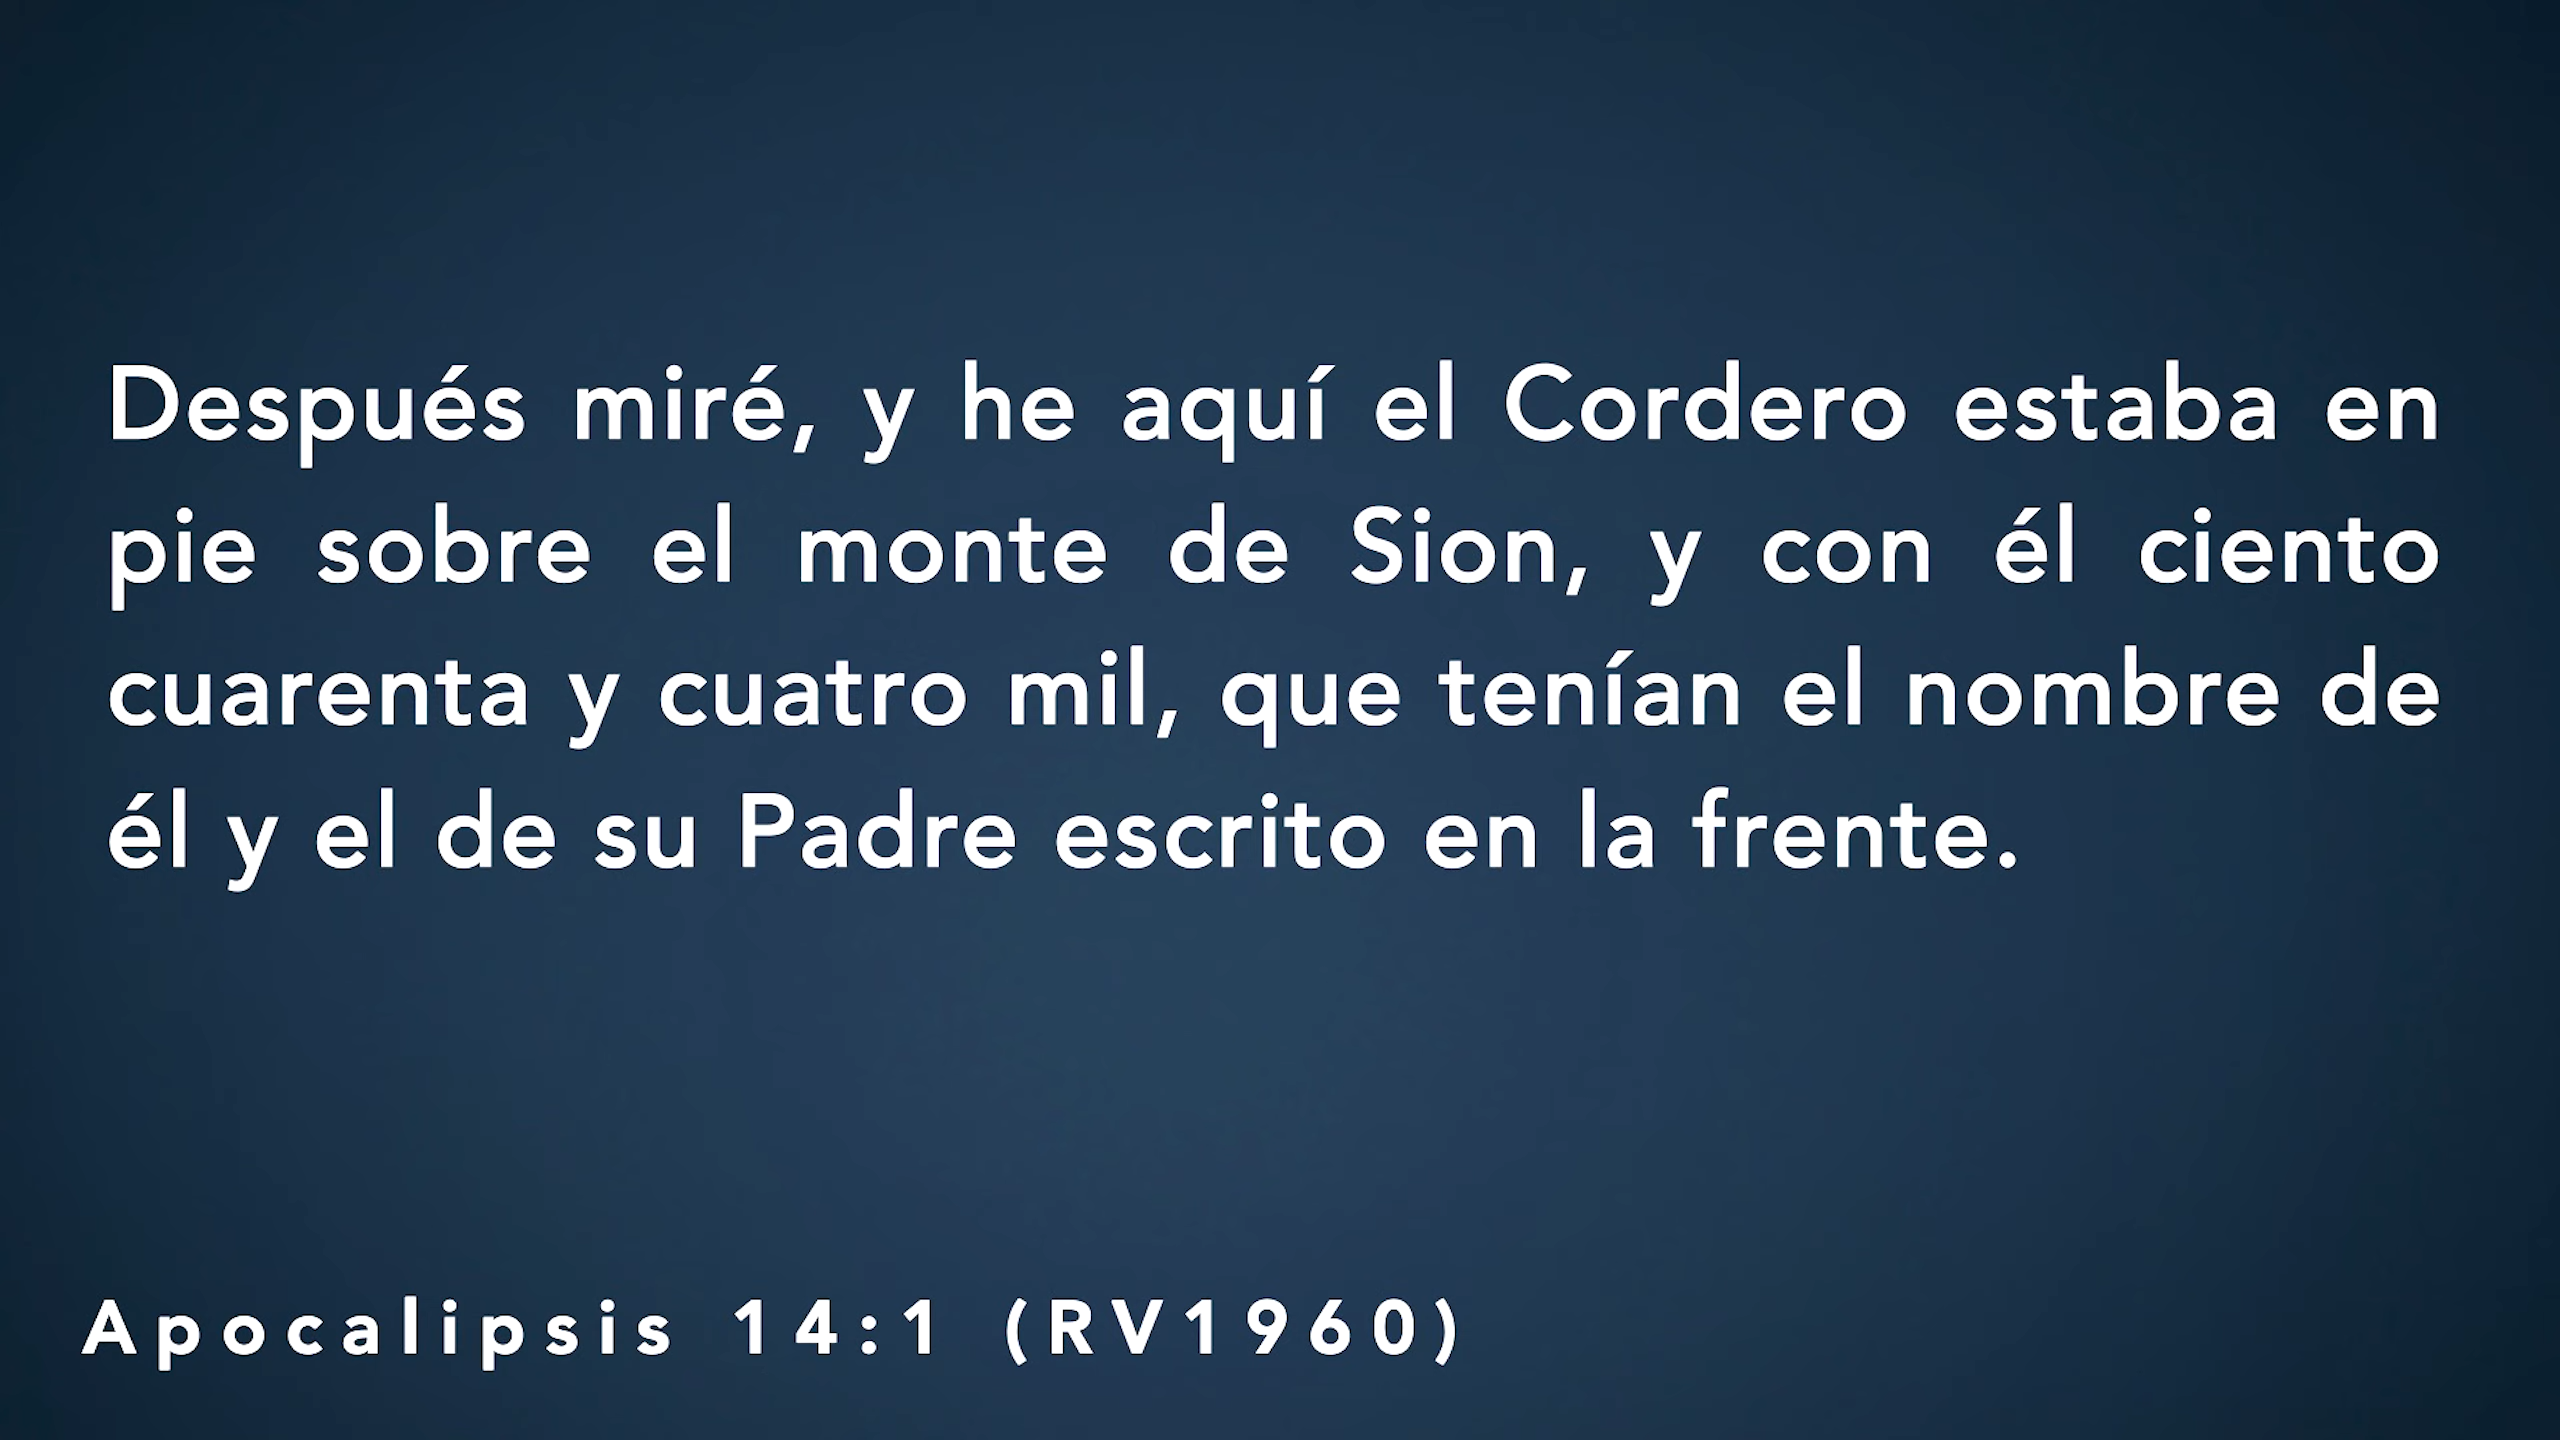 Después miré, y he aquí el Cordero estaba en
pie sobre el monte de Sion, y con él ciento
cuarenta y cuatro mil, que tenían el nombre de
él y el de su Padre escrito en la frente.
Apocalipsis 14:1 (RV1960)